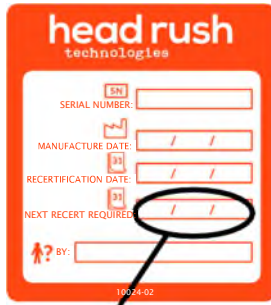 head rush
technologies
SN
SERIAL NUMBER:
MANUFACTURE DATE: / /
31
RECERTIFICATION DATE: / /
31
NEXT RECERT REQUIRED / /
? BY:
10024-02